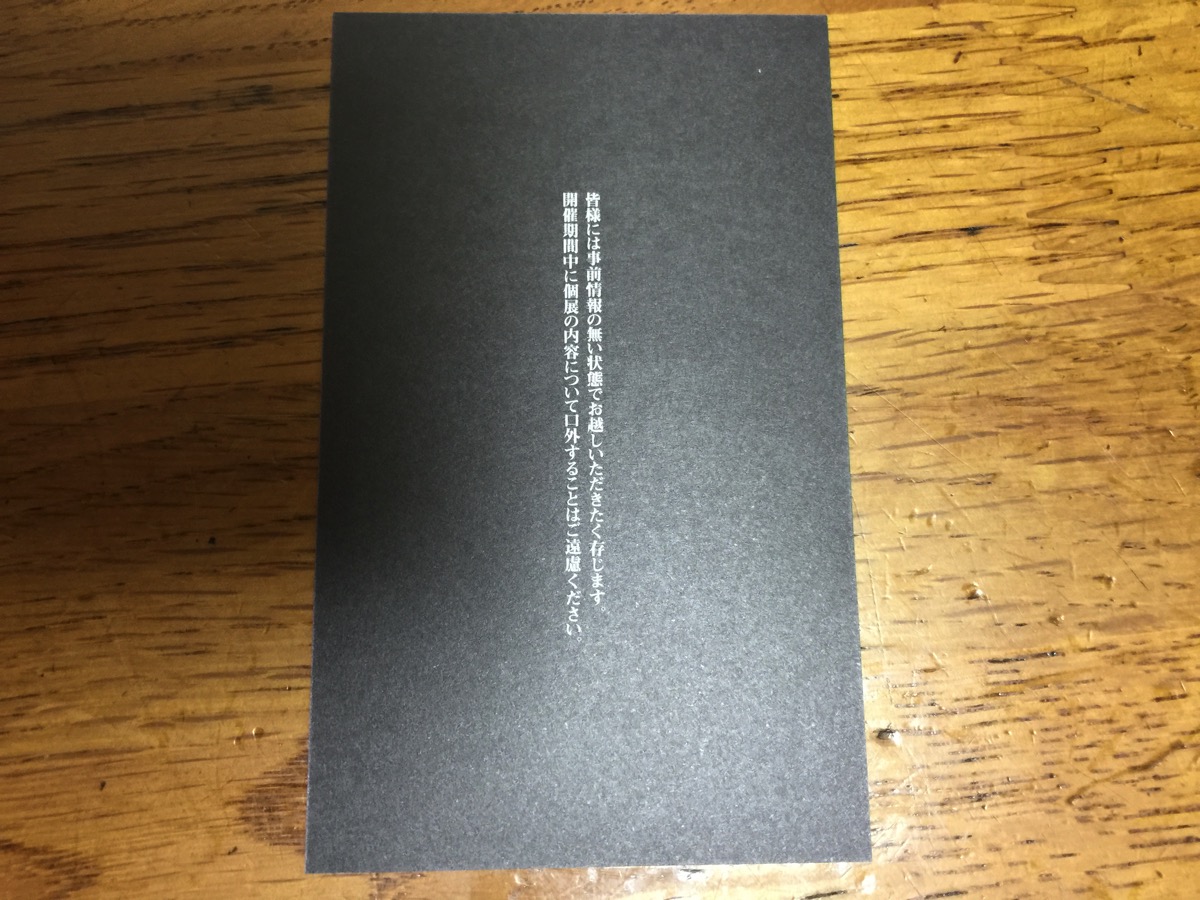 皆様には事前情報の無い状態でお越しいただきたく存じます。
開催期間中に個展の内容について口外することはご遠慮ください。